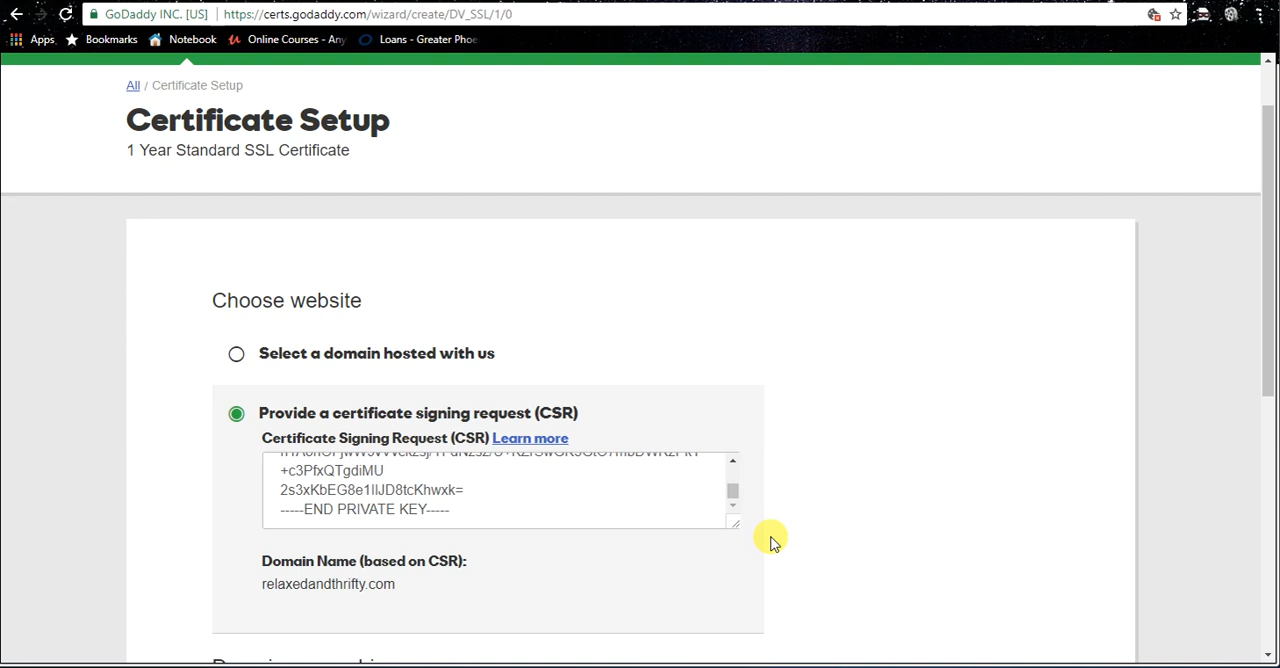 GoDaddy INC. [US] https://certs.godaddy.com/wizard/create/DV_SSL/1/0
Apps Bookmarks Notebook Online Courses - Any Loans - Greater Phoe
All / Certificate Setup
Certificate Setup
1 Year Standard SSL Certificate
Choose website
Select a domain hosted with us
Provide a certificate signing request (CSR)
Certificate Signing Request (CSR) Learn more
+c3PfxQTgdiMU
-----END PRIVATE KEY-----
Domain Name (based on CSR):
relaxedandthrifty.com